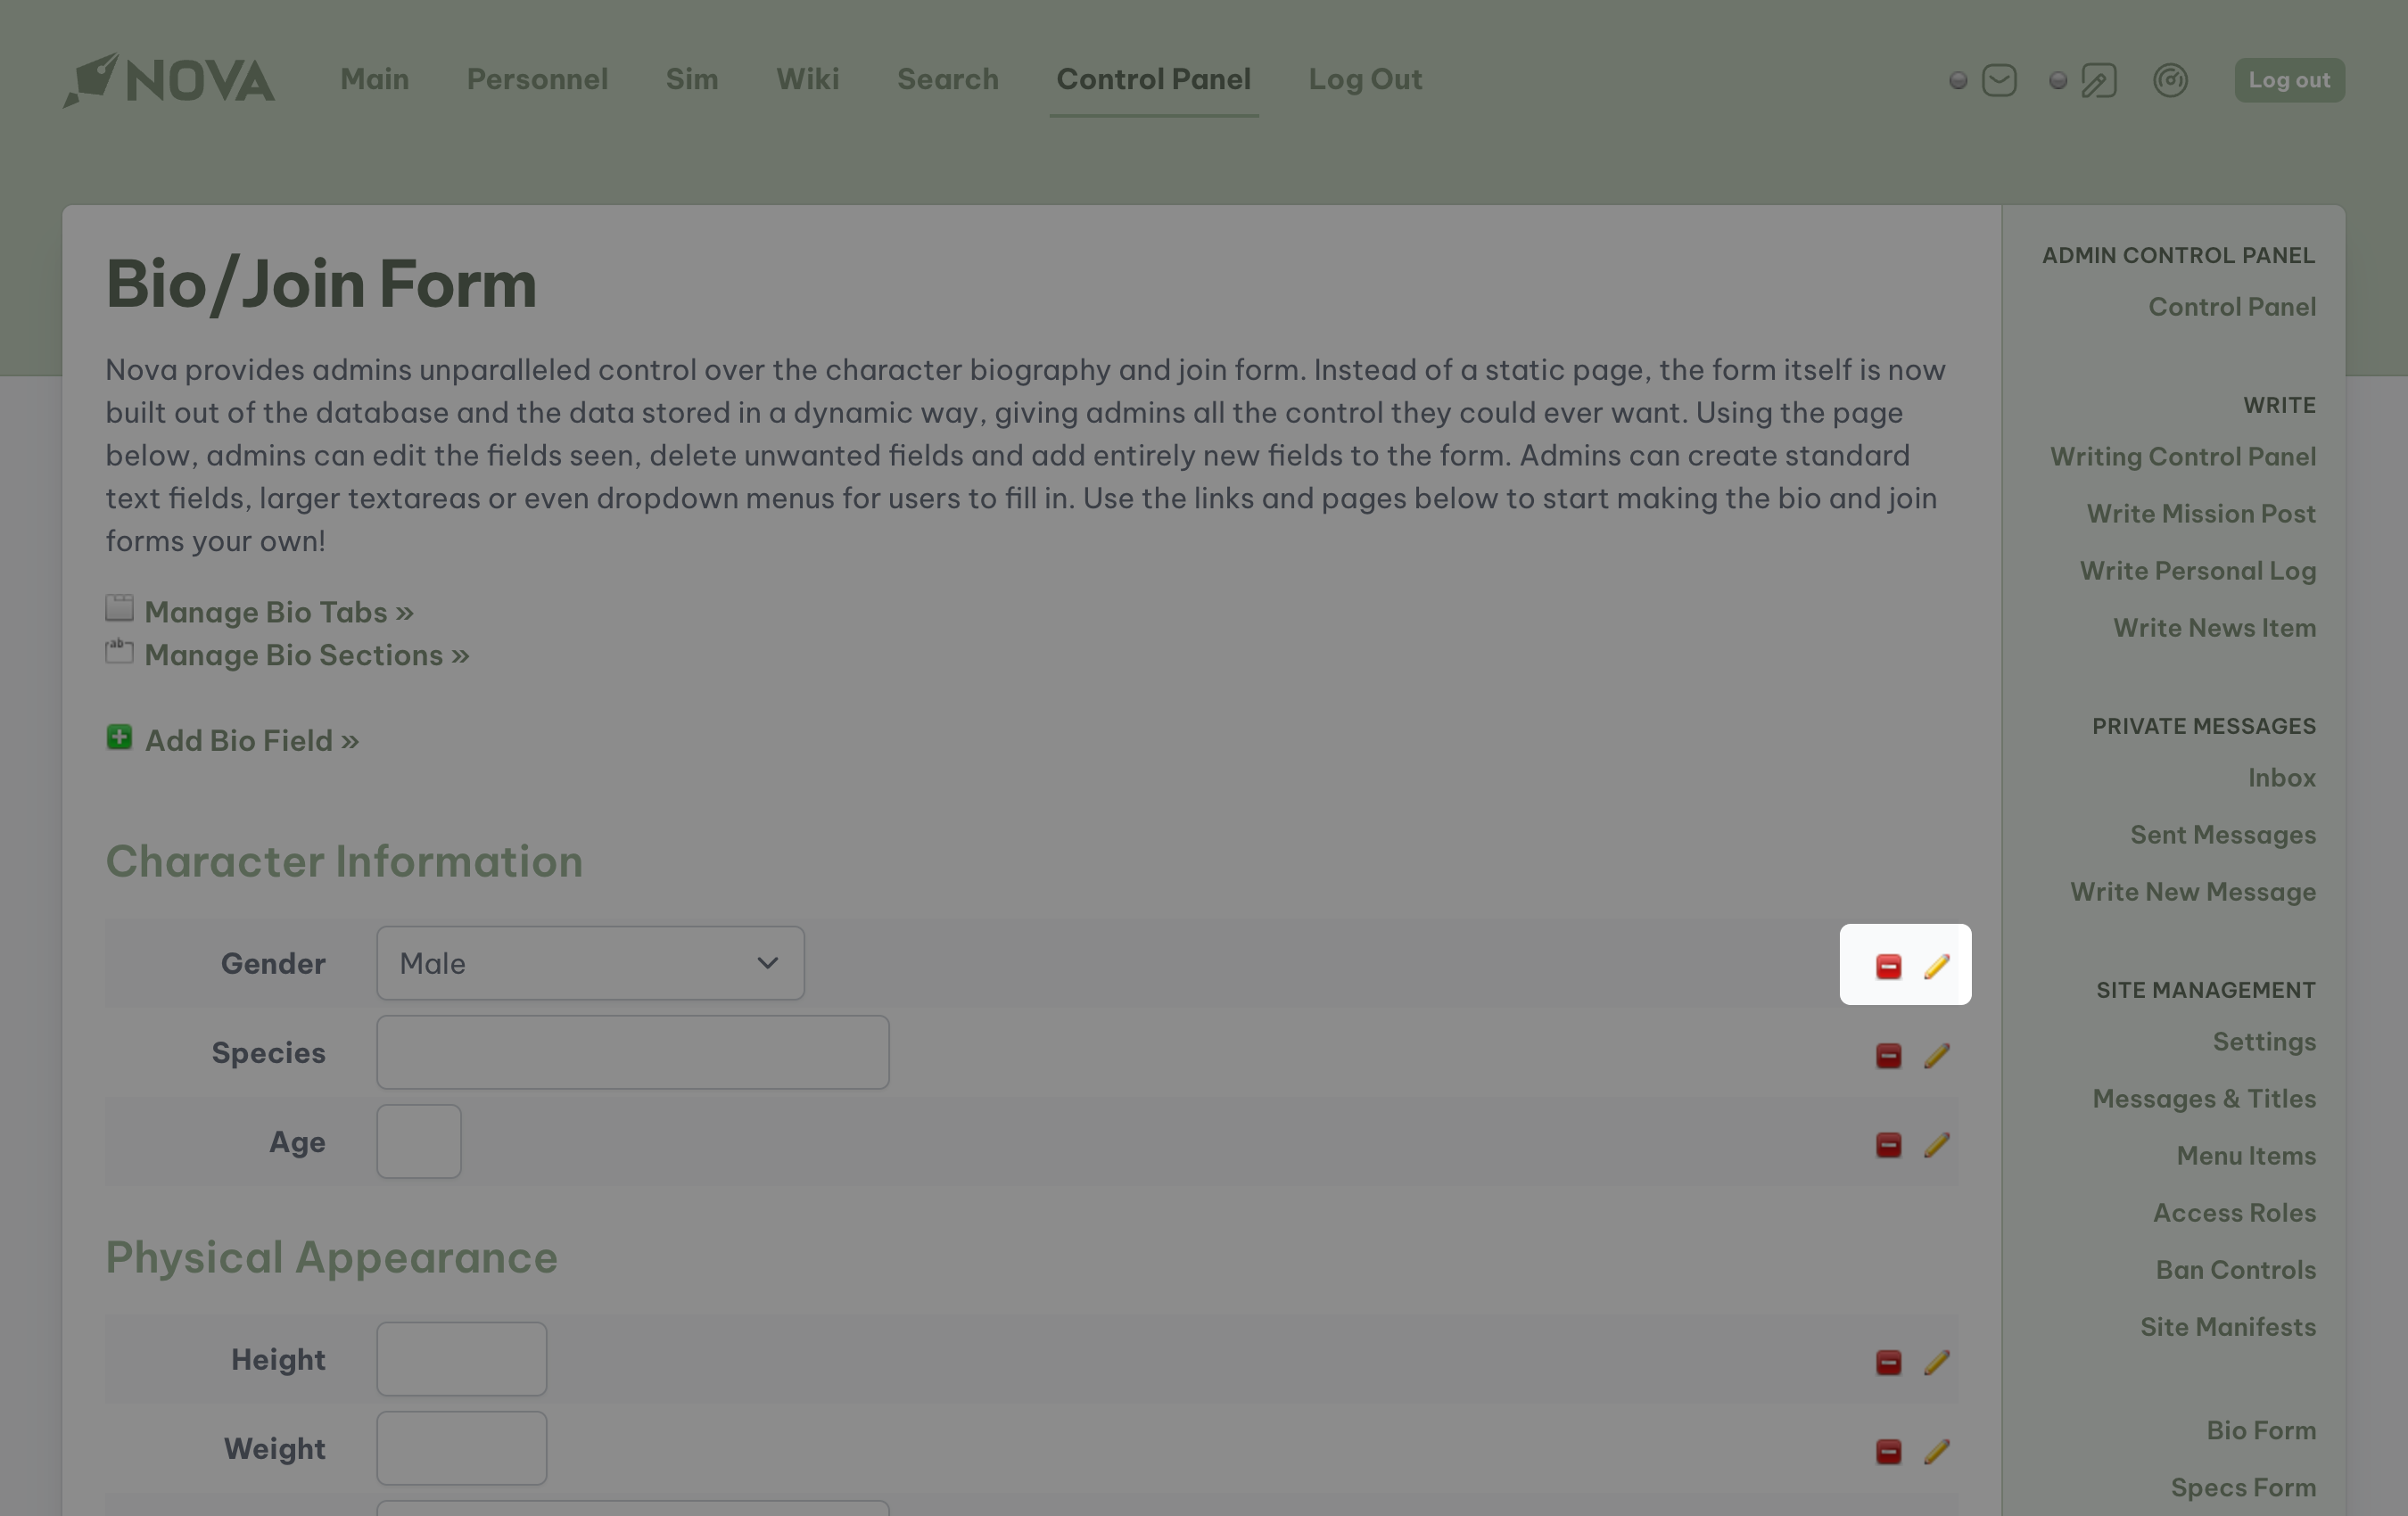 NOVA
Main
Personnel
Sim
Wiki
Search
Control Panel
Log Out
Log out
Bio/Join Form
Nova provides admins unparalleled control over the character biography and join form. Instead of a static page, the form itself is now
built out of the database and the data stored in a dynamic way, giving admins all the control they could ever want. Using the page
below, admins can edit the fields seen, delete unwanted fields and add entirely new fields to the form. Admins can create standard
text fields, larger textareas or even dropdown menus for users to fill in. Use the links and pages below to start making the bio and join
forms your own!
Manage Bio Tabs »
ab
Manage Bio Sections »
Add Bio Field »
Character Information
Gender
Male
Species
Age
Physical Appearance
Height
Weight
ADMIN CONTROL PANEL
Control Panel
WRITE
Writing Control Panel
Write Mission Post
Write Personal Log
Write News Item
PRIVATE MESSAGES
Inbox
Sent Messages
Write New Message
SITE MANAGEMENT
Settings
Messages & Titles
Menu Items
Access Roles
Ban Controls
Site Manifests
Bio Form
Specs Form